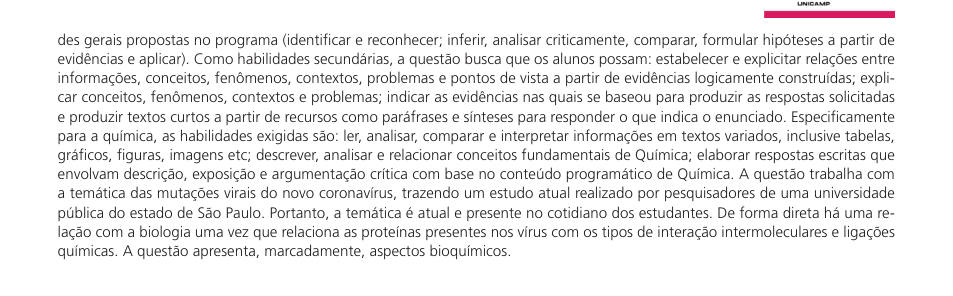 UNICAMP
des gerais propostas no programa (identificar e reconhecer; inferir, analisar criticamente, comparar, formular hipóteses a partir de
evidências e aplicar). Como habilidades secundárias, a questão busca que os alunos possam: estabelecer e explicitar relações entre
informações, conceitos, fenômenos, contextos, problemas e pontos de vista a partir de evidências logicamente construídas; expli-
car conceitos, fenômenos, contextos e problemas; indicar as evidências nas quais se baseou para produzir as respostas solicitadas
e produzir textos curtos a partir de recursos como paráfrases e sínteses para responder o que indica o enunciado. Especificamente
para a química, as habilidades exigidas são: ler, analisar, comparar e interpretar informações em textos variados, inclusive tabelas,
gráficos, figuras, imagens etc; descrever, analisar e relacionar conceitos fundamentais de Química; elaborar respostas escritas que
envolvam descrição, exposição e argumentação crítica com base no conteúdo programático de Química. A questão trabalha com
a temática das mutações virais do novo coronavírus, trazendo um estudo atual realizado por pesquisadores de uma universidade
pública do estado de São Paulo. Portanto, a temática é atual e presente no cotidiano dos estudantes. De forma direta há uma re-
lação com a biologia uma vez que relaciona as proteínas presentes nos vírus com os tipos de interação intermoleculares e ligações
químicas. A questão apresenta, marcadamente, aspectos bioquímicos.